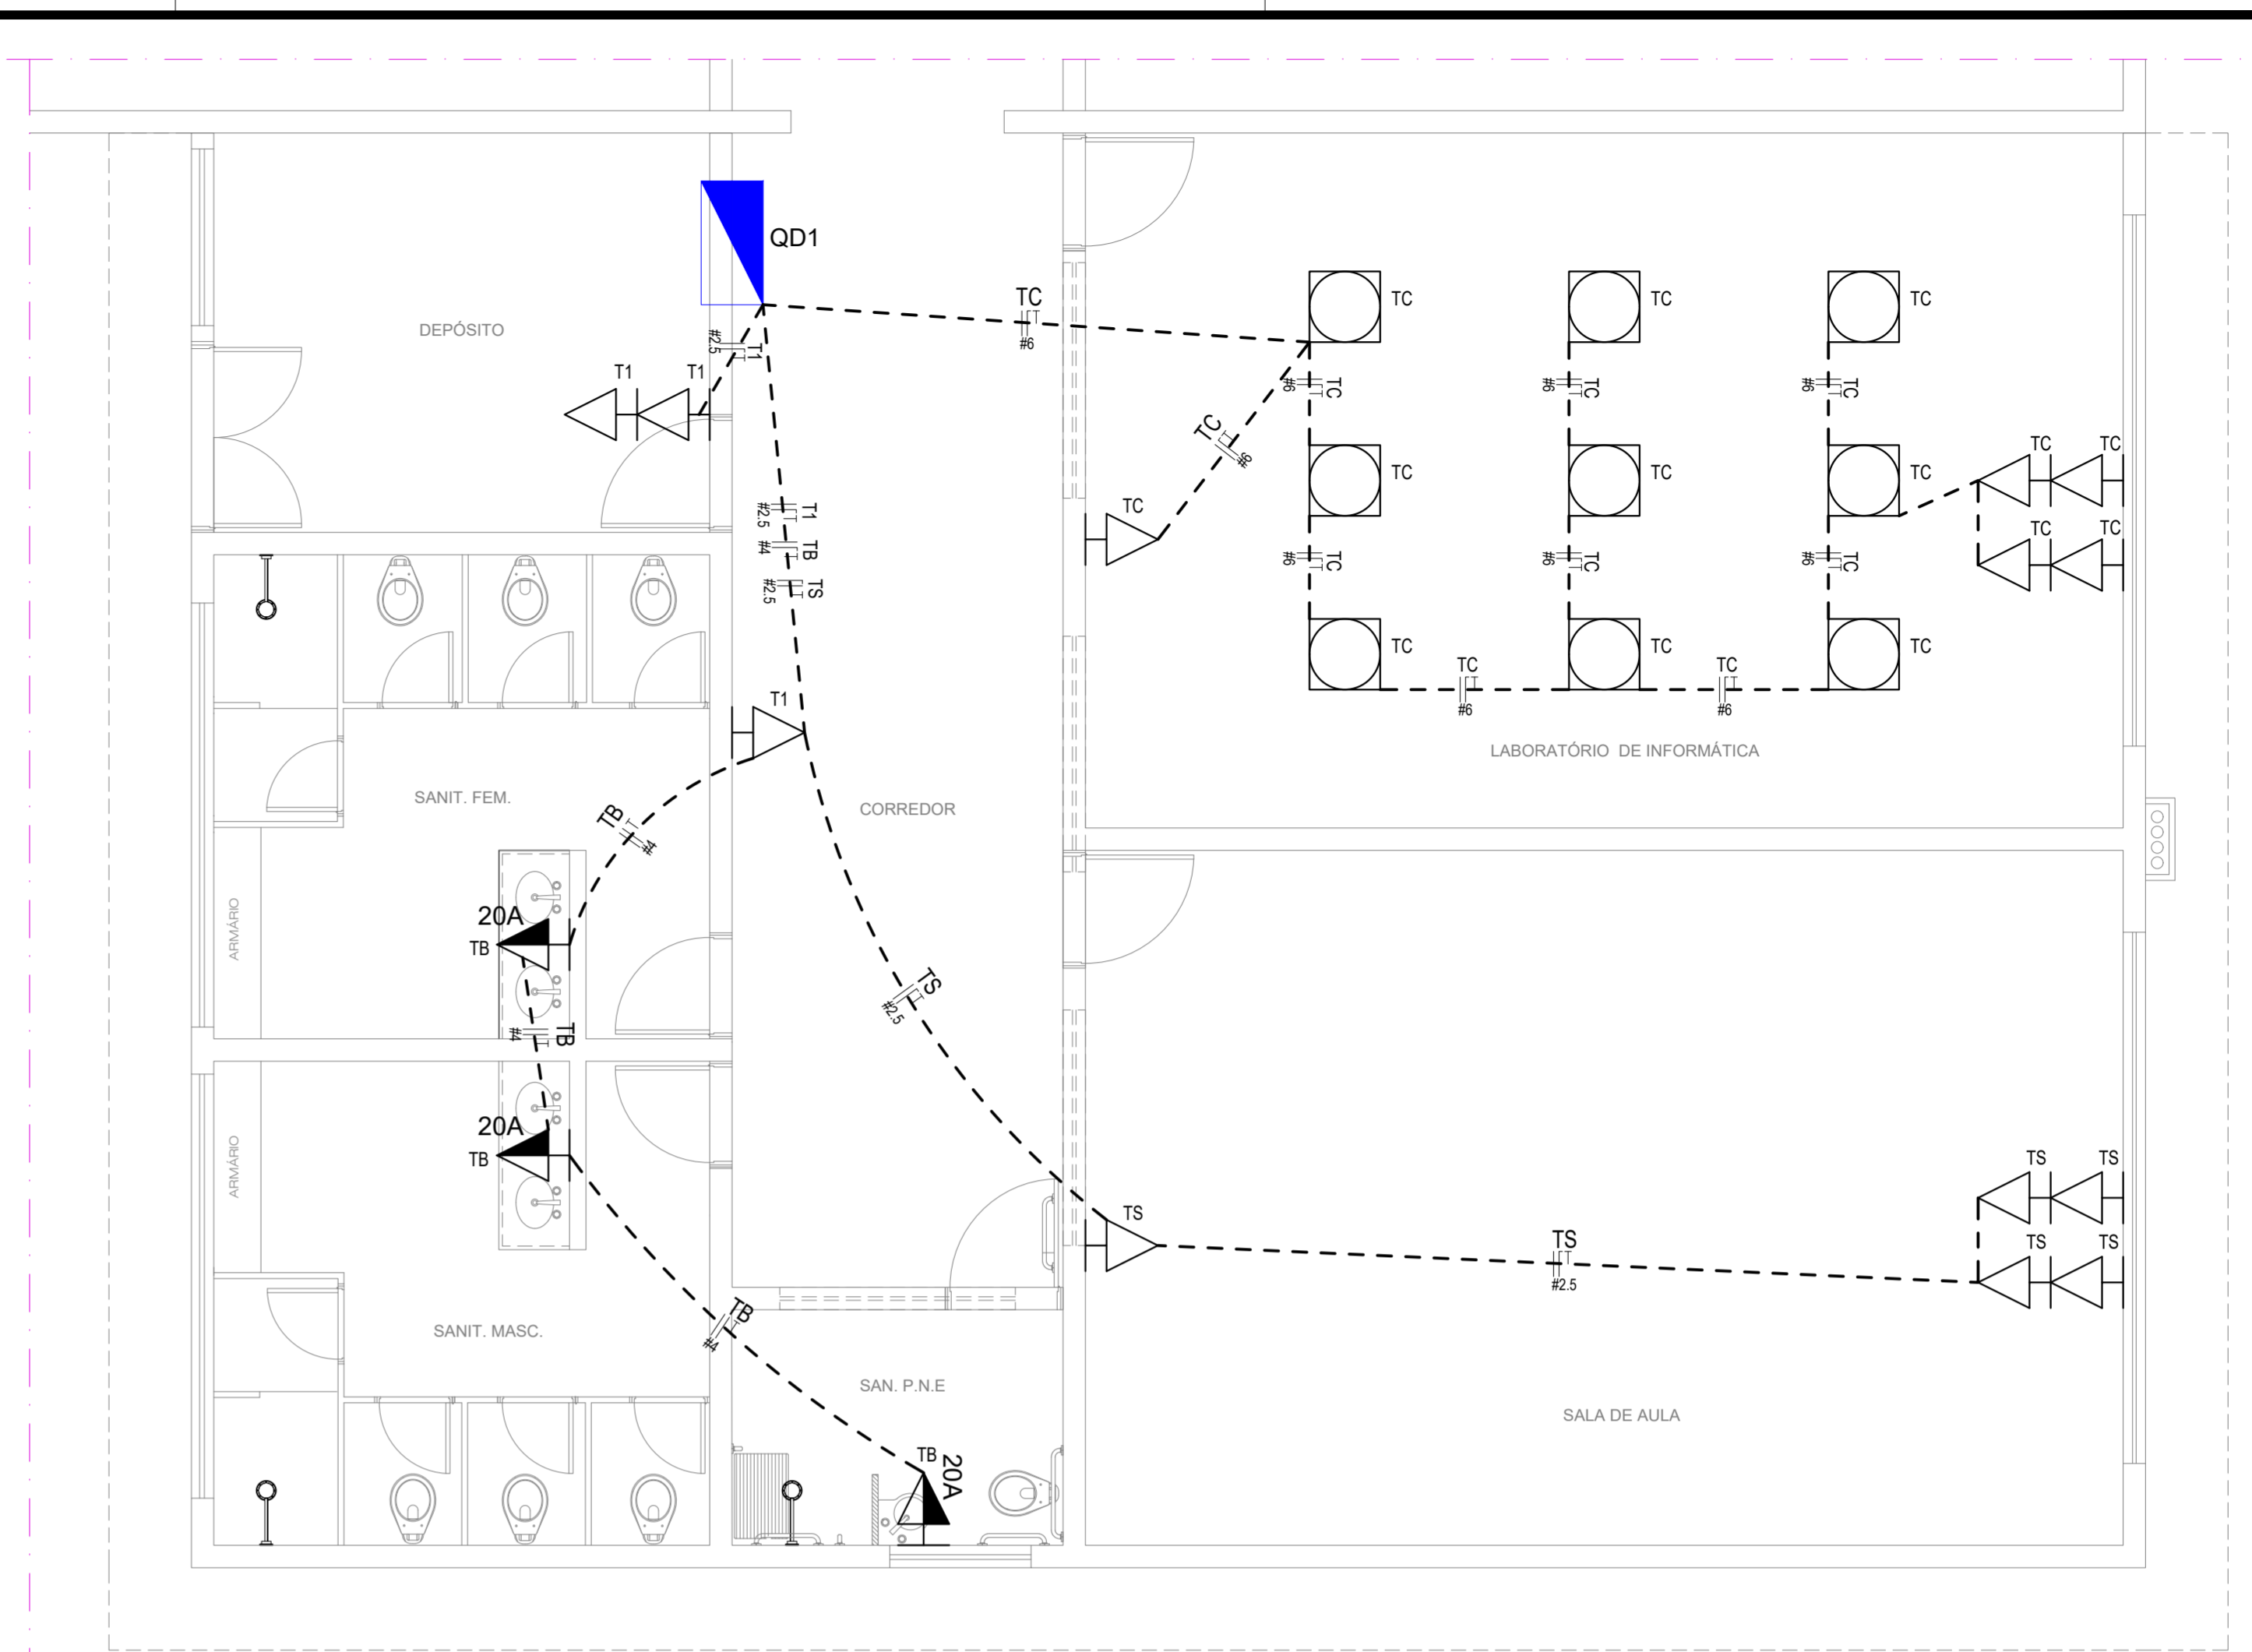 QD1
DEPÓSITO
TC
#6
#2.5
T1
T1
T1
TC
TC
TC
#6
TC
#6
TC
#6
TC
TC
#6
TC
TC
TC
TC
TC
TC
TC
TC
#2.5
T1
#4
TB
#2.5
TS
#6
TC
#6
TC
#6
TC
TC
TC
TC
TC
#6
TC
#6
T1
LABORATÓRIO DE INFORMÁTICA
SANIT. FEM.
CORREDOR
TB
#4
ARMÁRIO
20A
TB
TS
#2.5
#4
TB
ARMÁRIO
20A
TB
TS
TS
#2.5
TS
TS
TS
TS
SANIT. MASC.
TB
#4
SAN. P.N.E
SALA DE AULA
TB
20A